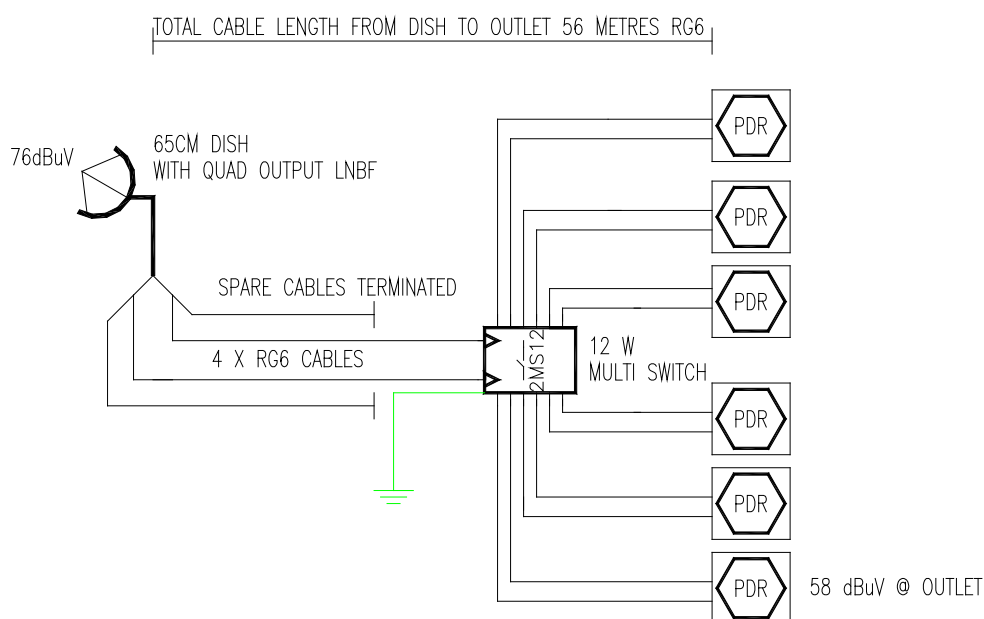 TOTAL CABLE LENGTH FROM DISH TO OUTLET 56 METRES RG6
76dBuV
65CM DISH
WITH QUAD OUTPUT LNBF
PDR
PDR
PDR
SPARE CABLES TERMINATED
4 X RG6 CABLES
2MS12
12 W
MULTI SWITCH
PDR
PDR
PDR
58 dBuV @ OUTLET